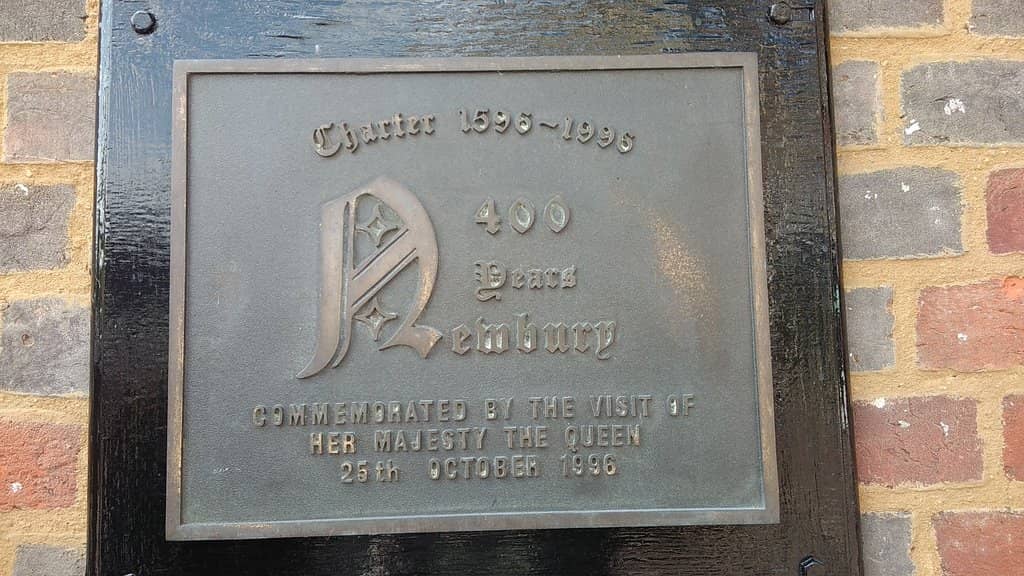 Charter 1596~1996
400
Years
Newbury
COMMEMORATED BY THE VISIT OF
HER MAJESTY THE QUEEN
25th OCTOBER 1996